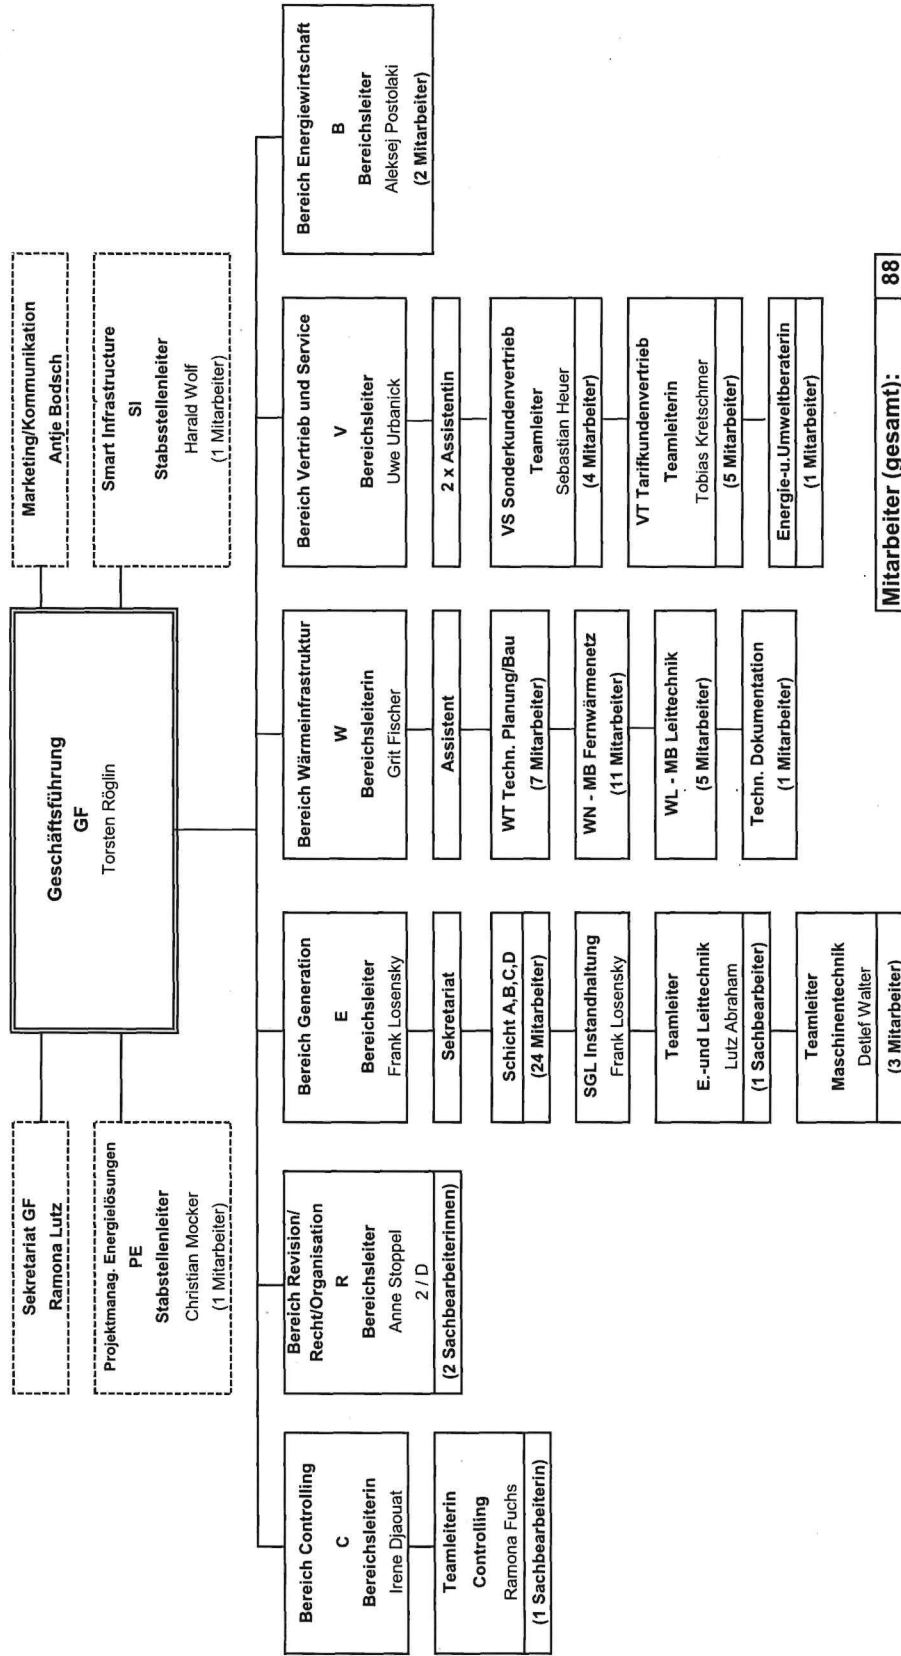 Geschäftsführung
GF
Torsten Röglin
Sekretariat GF
Ramona Lutz
Marketing/Kommunikation
Antje Bodsch
Projektmanag. Energielösungen
PE
Stabstellenleiter
Christian Mocker
(1 Mitarbeiter)
Smart Infrastructure
SI
Stabsstellenleiter
Harald Wolf
(1 Mitarbeiter)
Bereich Controlling
C
Bereichsleiterin
Irene Djaouat
Teamleiterin
Controlling
Ramona Fuchs
(1 Sachbearbeiterin)
Bereich Revision/
Recht/Organisation
R
Bereichsleiter
Anne Stoppel
2 / D
(2 Sachbearbeiterinnen)
Bereich Generation
E
Bereichsleiter
Frank Losensky
Sekretariat
Schicht A,B,C,D
(24 Mitarbeiter)
SGL Instandhaltung
Frank Losensky
Teamleiter
E.-und Leittechnik
Lutz Abraham
(1 Sachbearbeiter)
Teamleiter
Maschinentechnik
Detlef Walter
(3 Mitarbeiter)
Bereich Wärmeinfrastruktur
W
Bereichsleiterin
Grit Fischer
Assistent
WT Techn. Planung/Bau
(7 Mitarbeiter)
WN - MB Fernwärmenetz
(11 Mitarbeiter)
WL - MB Leittechnik
(5 Mitarbeiter)
Techn. Dokumentation
(1 Mitarbeiter)
Bereich Vertrieb und Service
V
Bereichsleiter
Uwe Urbanick
2 x Assistentin
VS Sonderkundenvertrieb
Teamleiter
Sebastian Heuer
(4 Mitarbeiter)
VT Tarifkundenvertrieb
Teamleiterin
Tobias Kretschmer
(5 Mitarbeiter)
Energie-u.Umweltberaterin
(1 Mitarbeiter)
Bereich Energiewirtschaft
B
Bereichsleiter
Aleksej Postolaki
(2 Mitarbeiter)
Mitarbeiter (gesamt): 88